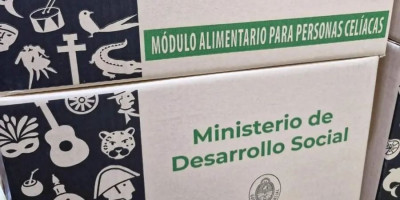 MÓDULO ALIMENTARIO PARA PERSONAS CELÍACAS
Ministerio de
Desarrollo Social